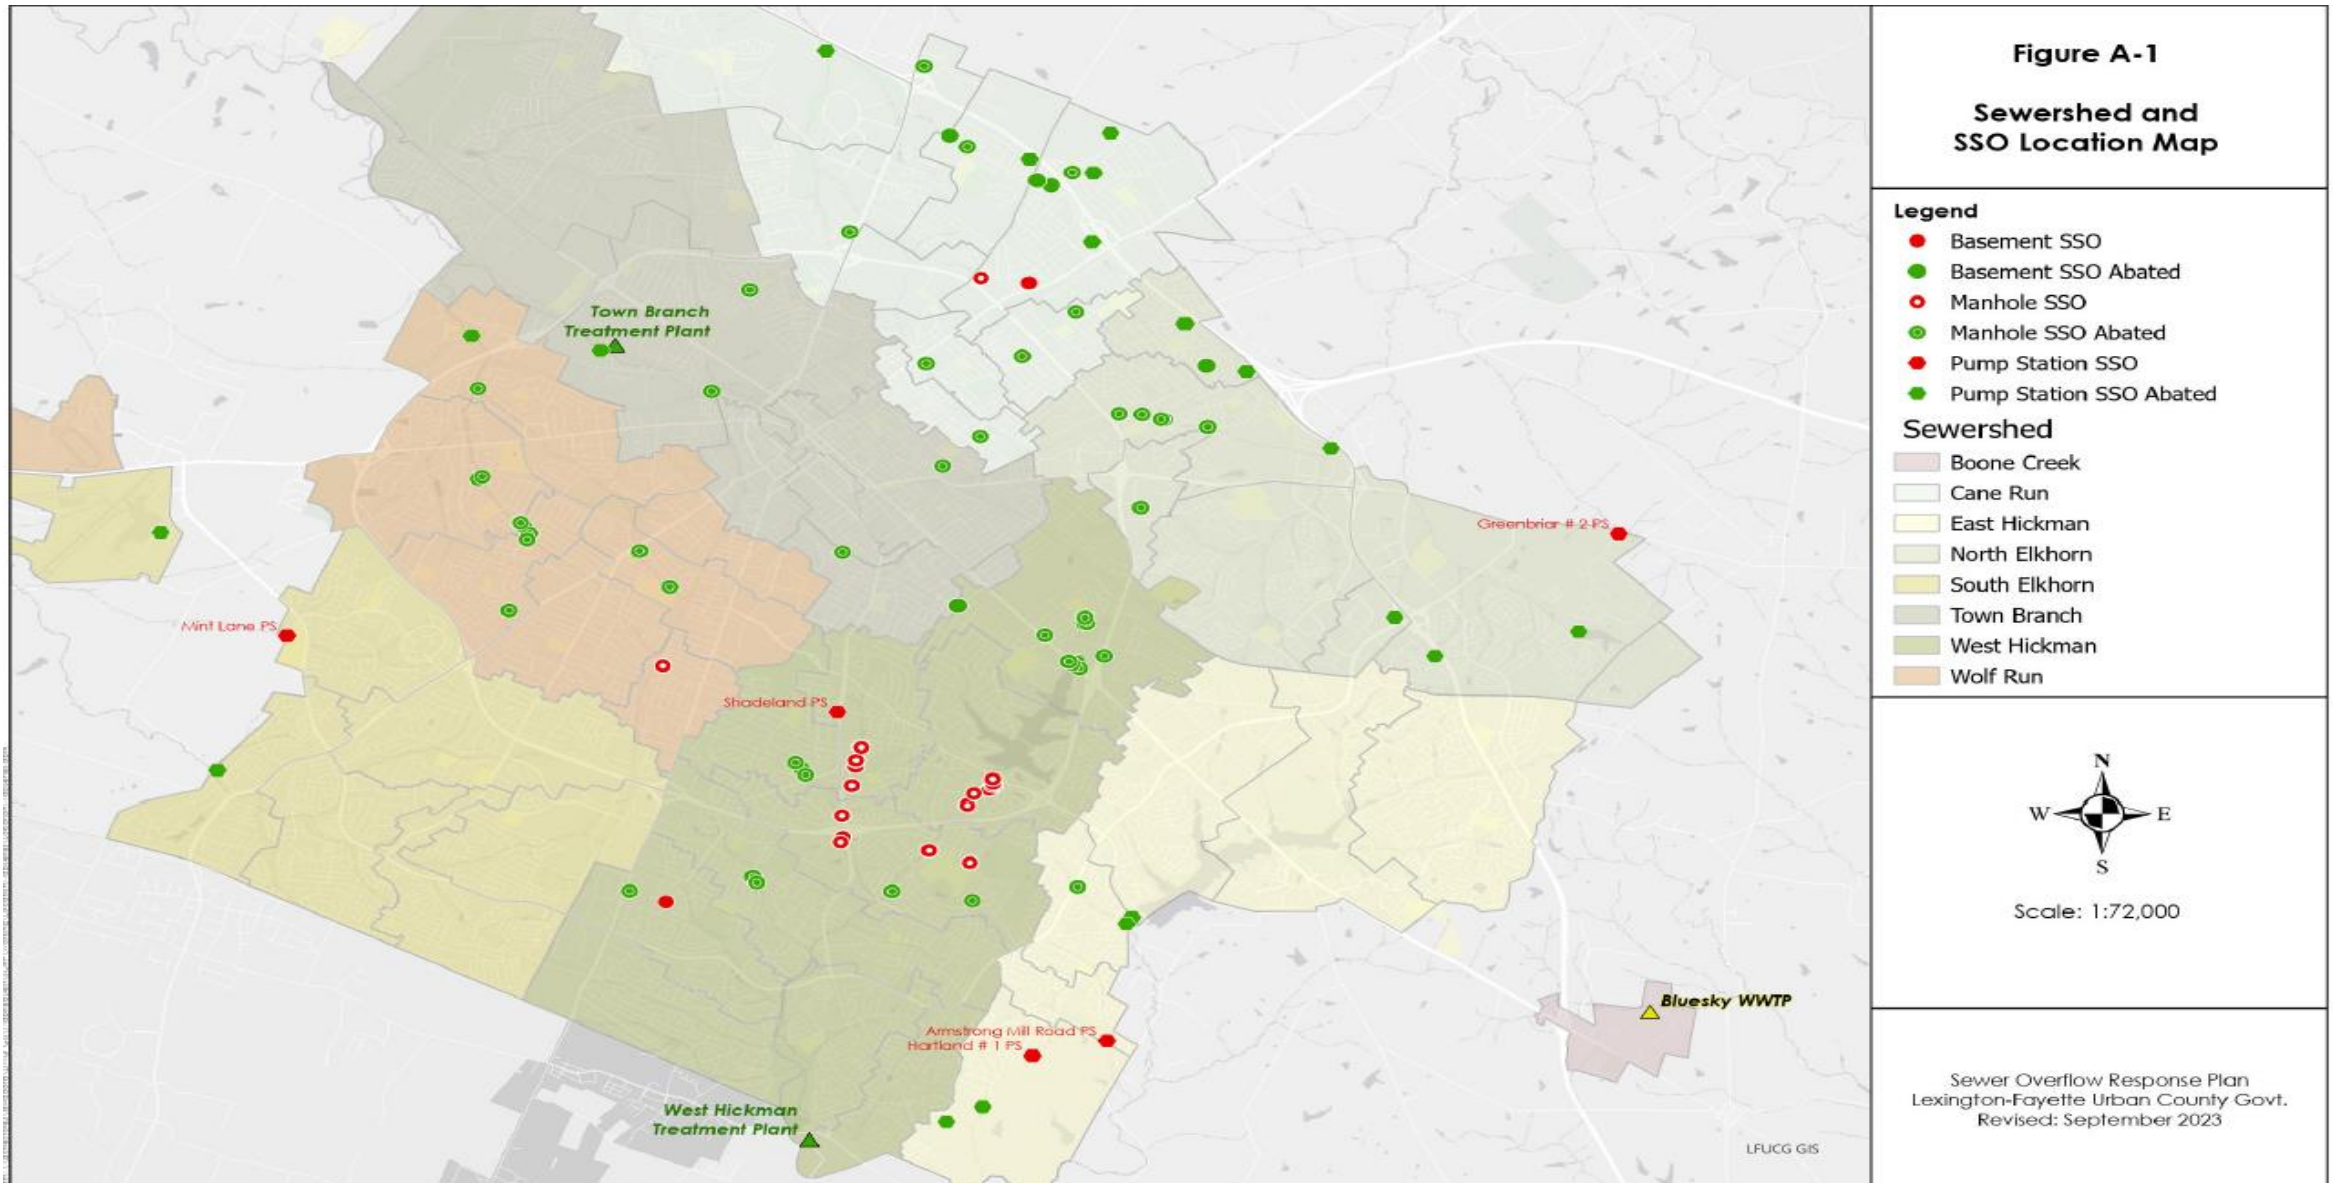 Figure A-1
Sewershed and
SSO Location Map
Legend
Basement SSO
Basement SSO Abated
Manhole SSO
Manhole SSO Abated
Pump Station SSO
Pump Station SSO Abated
Sewershed
Boone Creek
Cane Run
East Hickman
North Elkhorn
South Elkhorn
Town Branch
West Hickman
Wolf Run
N
W
E
S
Scale: 1:72,000
Sewer Overflow Response Plan
Lexington-Fayette Urban County Govt.
Revised: September 2023
Town Branch
Treatment Plant
Greenbriar # 2 PS
Mint Lane PS
Shadeland PS
Bluesky WWTP
Armstrong Mill Road PS
Hartland # 1 PS
West Hickman
Treatment Plant
LFUCG GIS